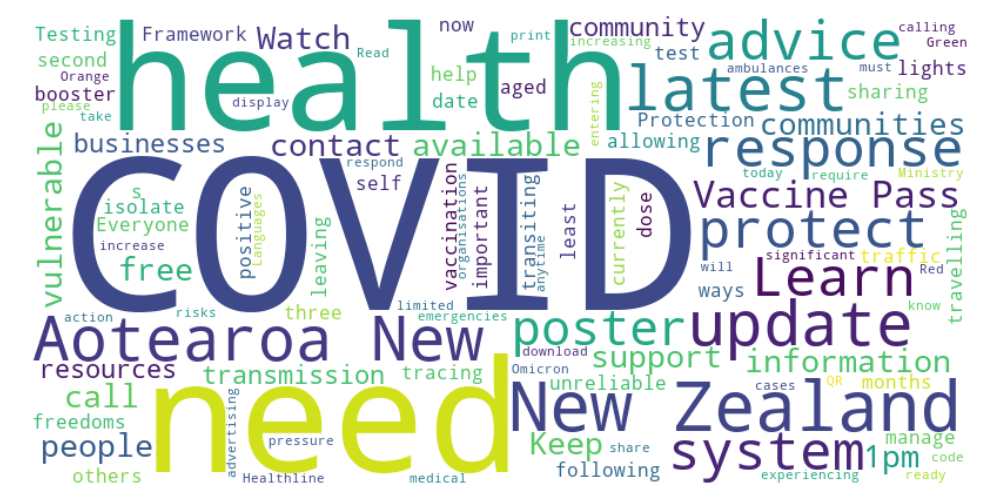 Testing Framework Watch now print community increasing advice calling Green
second Orange health Read help test latest ambulances must lights
booster display date aged entering Protection sharing
please take businesses contact available allowing response communities
vulnerable COVID respond self today require Ministry
s isolate positive Languages vaccination organisations important transiting anytime least currently dose Vaccine Pass
Everyone increase leaving protect travelling
free significant traffic
will Learn Red
action risks three limited emergencies ways know
Aotearoa New poster update
resources transmission tracing download support information
call need Omicron unreliable New Zealand cases QR months
freedoms advertising pressure Keep share system manage
people 1pm code
others Healthline medical following experiencing ready